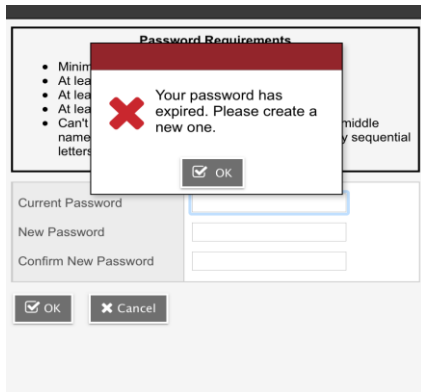 Password Requirements
Minim
At lea
At lea
At lea
Can't
middle
name
y sequential
letters
Your password has
expired. Please create a
new one.
OK
Current Password
New Password
Confirm New Password
OK
Cancel